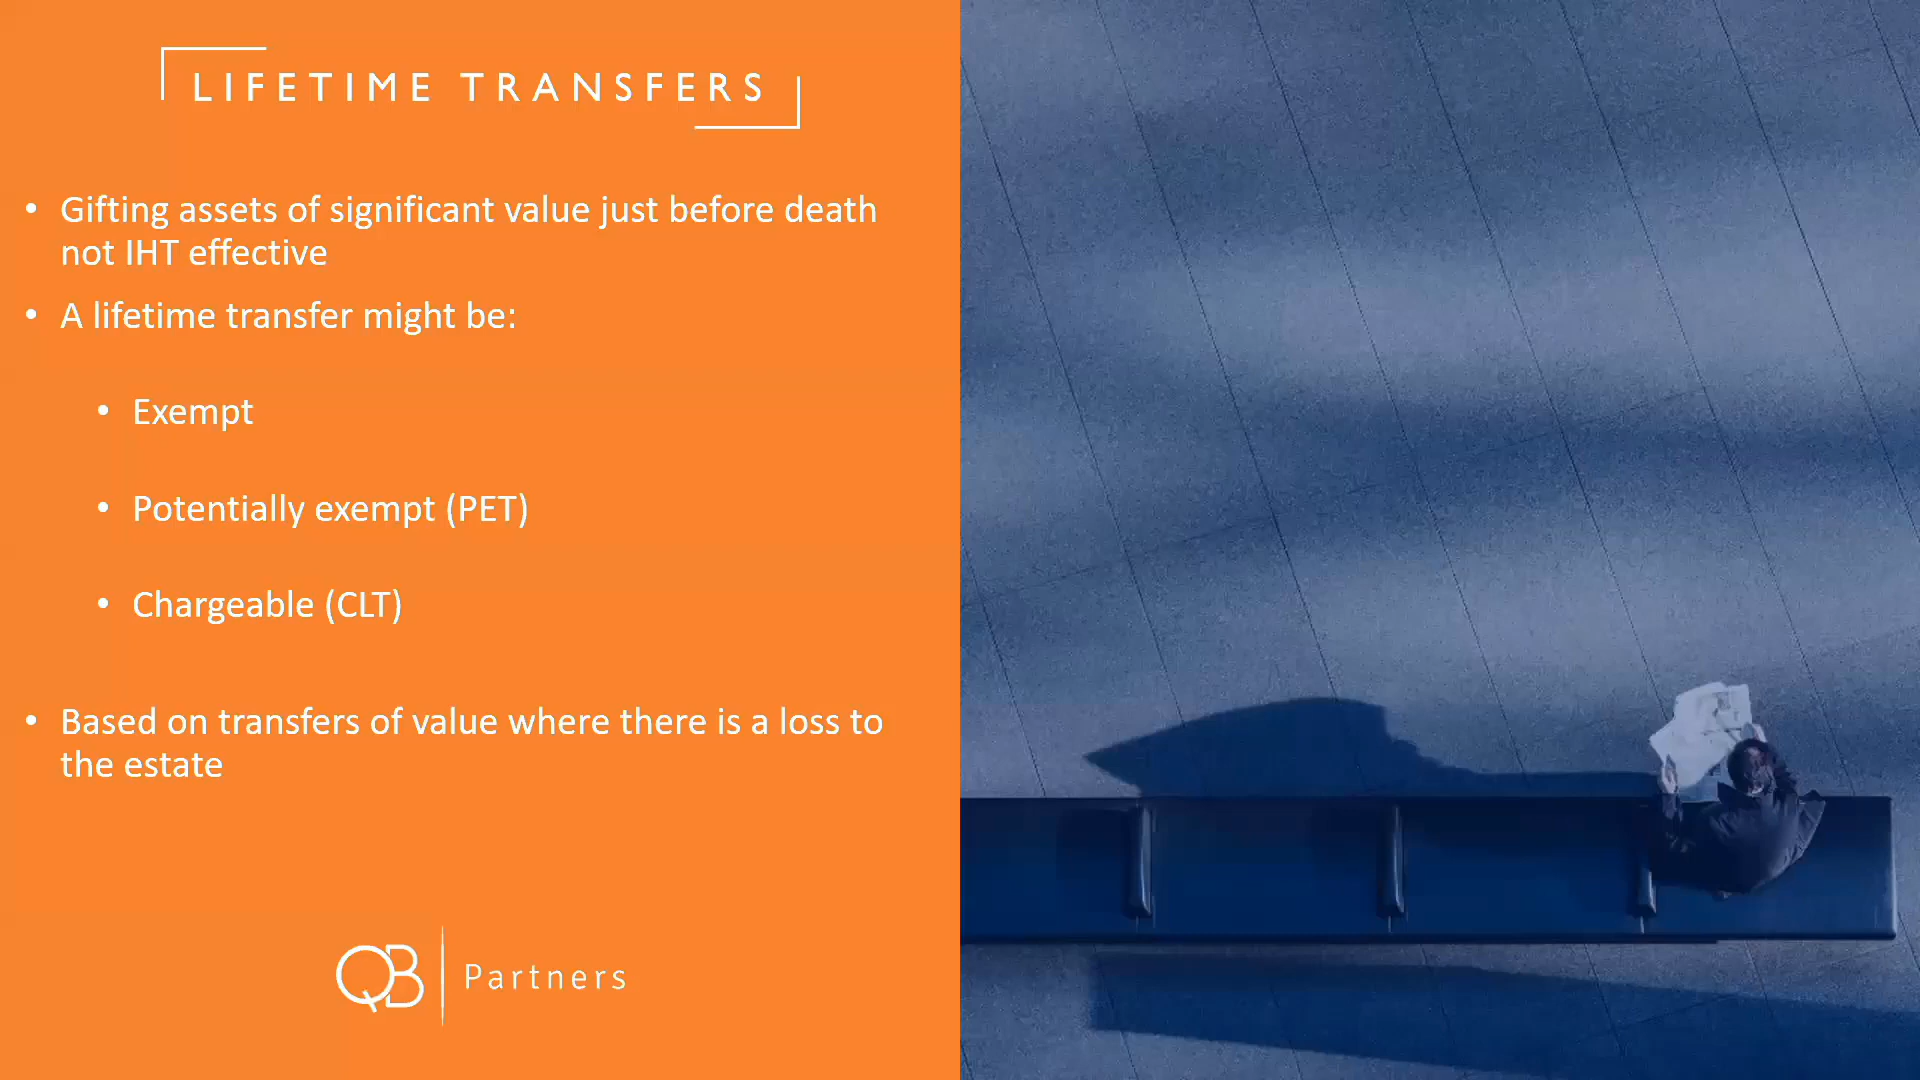 LIFETIME TRANSFERS
• Gifting assets of significant value just before death
not IHT effective
• A lifetime transfer might be:
• Exempt
• Potentially exempt (PET)
• Chargeable (CLT)
• Based on transfers of value where there is a loss to
the estate
QB Partners